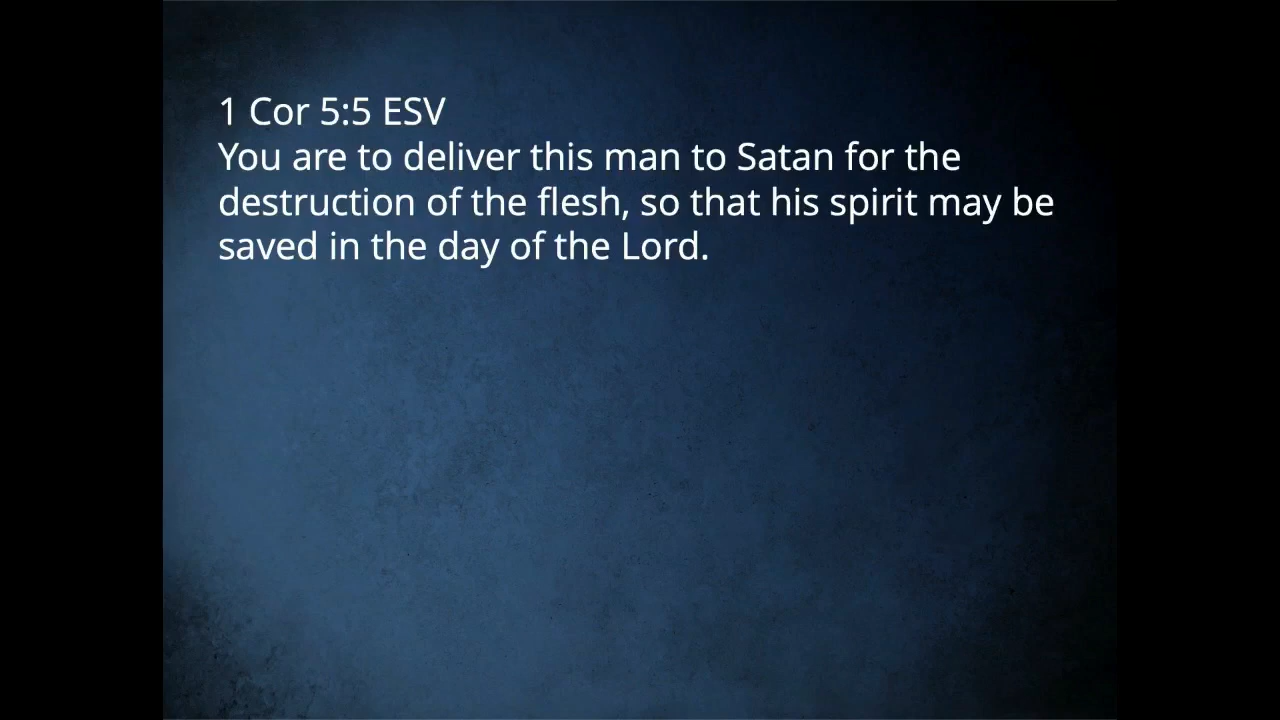 1 Cor 5:5 ESV
You are to deliver this man to Satan for the
destruction of the flesh, so that his spirit may be
saved in the day of the Lord.